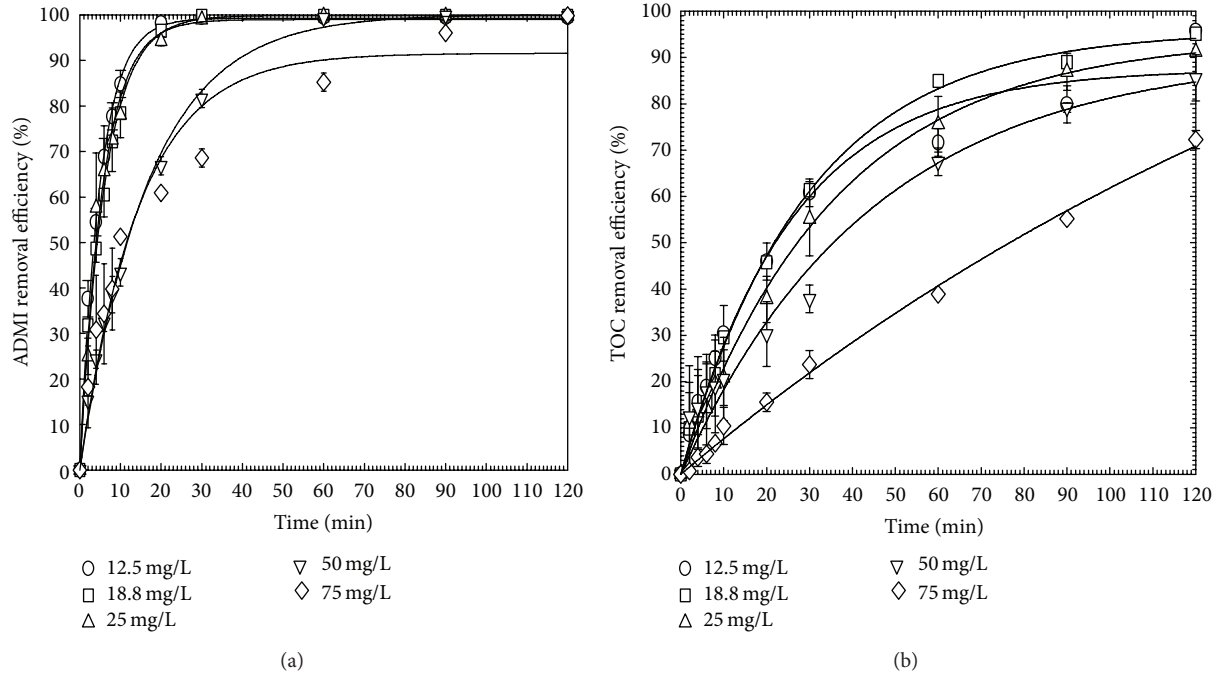 ADMI removal efficiency (%)
100
90
80
70
60
50
40
30
20
10
0
0 10 20 30 40 50 60 70 80 90 100 110 120
Time (min)
12.5 mg/L
18.8 mg/L
25 mg/L
50 mg/L
75 mg/L
(a)
TOC removal efficiency (%)
100
90
80
70
60
50
40
30
20
10
0
0 10 20 30 40 50 60 70 80 90 100 110 120
Time (min)
12.5 mg/L
18.8 mg/L
25 mg/L
50 mg/L
75 mg/L
(b)